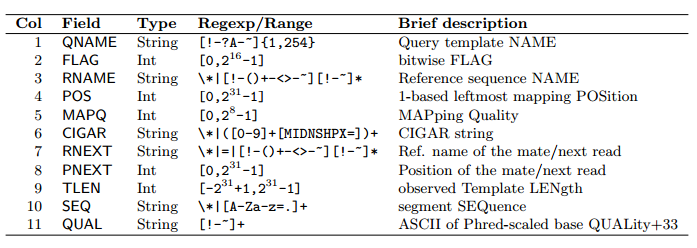 Col Field Type Regexp/Range Brief description
1 QNAME String [!-?A-~]{1,254} Query template NAME
2 FLAG Int [0,2^16-1] bitwise FLAG
3 RNAME String \*|[!-()+-<>-~][!-~]* Reference sequence NAME
4 POS Int [0,2^31-1] 1-based leftmost mapping POSition
5 MAPQ Int [0,2^8-1] MAPping Quality
6 CIGAR String \*|([0-9]+[MIDNSHPX=])+ CIGAR string
7 RNEXT String \*|=|[!-()+-<>-~][!-~]* Ref. name of the mate/next read
8 PNEXT Int [0,2^31-1] Position of the mate/next read
9 TLEN Int [-2^31+1,2^31-1] observed Template LENgth
10 SEQ String \*|[A-Za-z=.]+ segment SEQuence
11 QUAL String [!-~]+ ASCII of Phred-scaled base QUALity+33